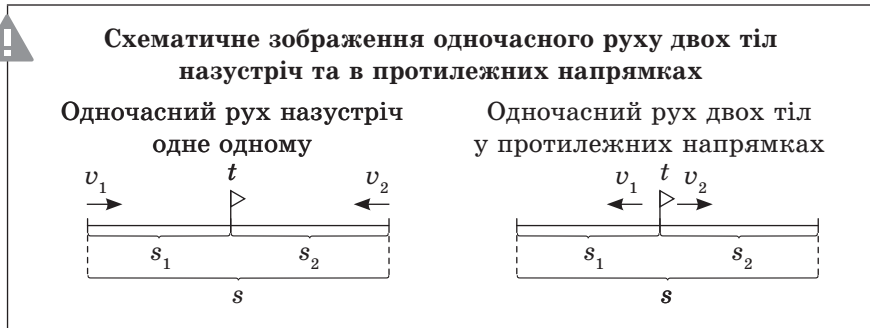 Схематичне зображення одночасного руху двох тіл
назустріч та в протилежних напрямках
Одночасний рух назустріч
одне одному
v₁ t v₂
s₁ s₂
s
Одночасний рух двох тіл
у протилежних напрямках
v₁ t v₂
s₁ s₂
s